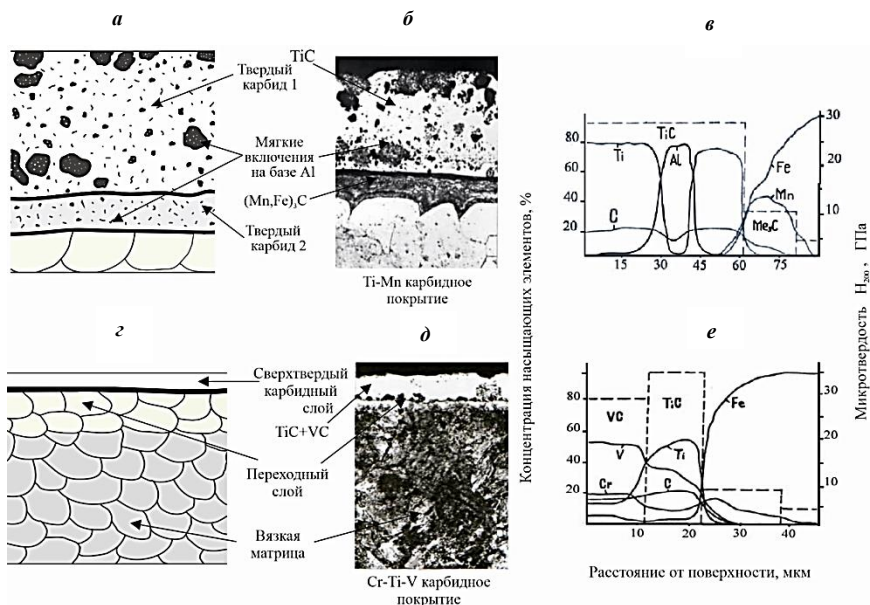 а
б
в
TiC
Твердый
карбид 1
Мягкие
включения
на базе Al
(Mn,Fe)₃C
Твердый
карбид 2
Ti-Mn карбидное
покрытие
Концентрация насыщающих элементов, %
80
60
40
20
15
30
45
60
75
30
20
10
TiC
Ti
Al
C
Fe
Mn
Me₃C
Микротвердость H₂₀₀, ГПа
г
д
е
Сверхтвердый
карбидный
слой
TiC+VC
Переходный
слой
Вязкая
матрица
Cr-Ti-V карбидное
покрытие
80
60
40
20
10
20
30
40
30
20
10
VC
TiC
Fe
V
Ti
Cr
C
Расстояние от поверхности, мкм